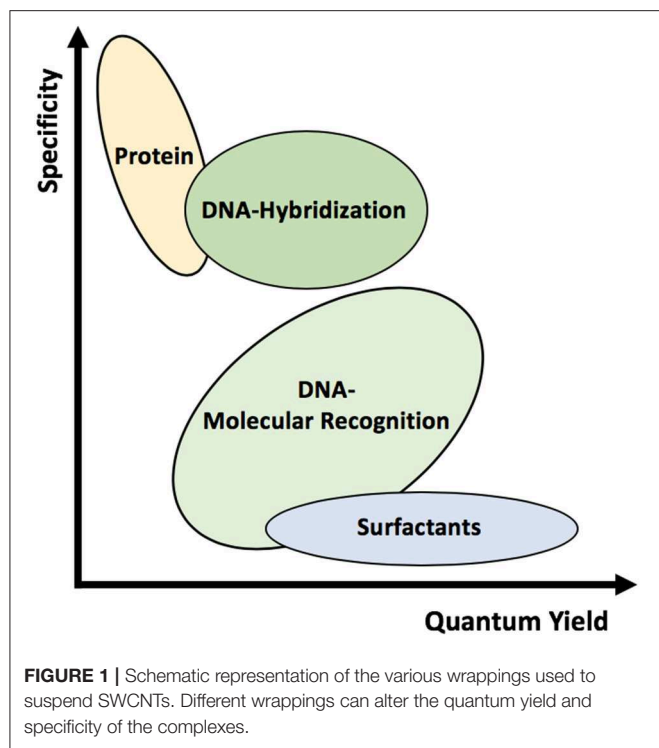 Specificity
Protein
DNA-Hybridization
DNA-
Molecular Recognition
Surfactants
Quantum Yield
FIGURE 1 | Schematic representation of the various wrappings used to
suspend SWCNTs. Different wrappings can alter the quantum yield and
specificity of the complexes.